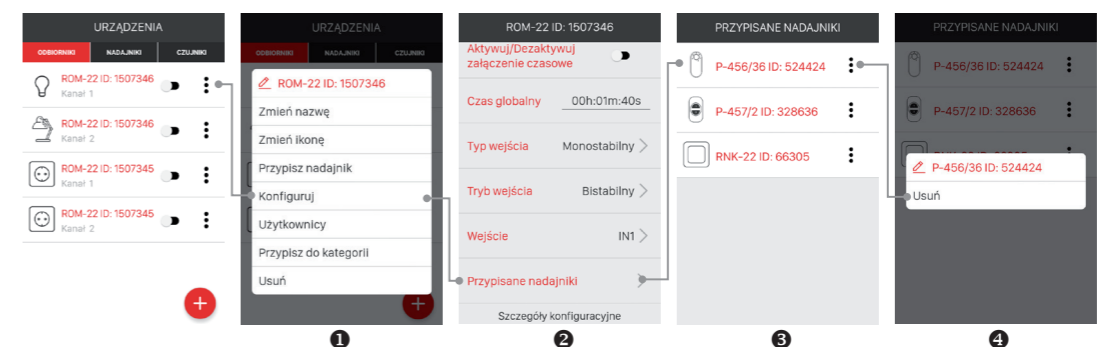 URZĄDZENIA
ODBIORNIKI NADAJNIKI CZUJNIKI
ROM-22 ID: 1507346
Kanał 1
ROM-22 ID: 1507346
Kanał 2
ROM-22 ID: 1507345
Kanał 1
ROM-22 ID: 1507345
Kanał 2
+
URZĄDZENIA
ODBIORNIKI NADAJNIKI CZUJNIKI
ROM-22 ID: 1507346
Zmień nazwę
Zmień ikonę
Przypisz nadajnik
Konfiguruj
Użytkownicy
Przypisz do kategorii
Usuń
+
1
ROM-22 ID: 1507346
Aktywuj/Dezaktywuj
załączenie czasowe
Czas globalny 00h:01m:40s
Typ wejścia Monostabilny
Tryb wejścia Bistabilny
Wejście IN1
Przypisane nadajniki
Szczegóły konfiguracyjne
2
PRZYPISANE NADAJNIKI
P-456/36 ID: 524424
P-457/2 ID: 328636
RNK-22 ID: 66305
3
PRZYPISANE NADAJNIKI
P-456/36 ID: 524424
P-457/2 ID: 328636
P-456/36 ID: 524424
Usuń
4